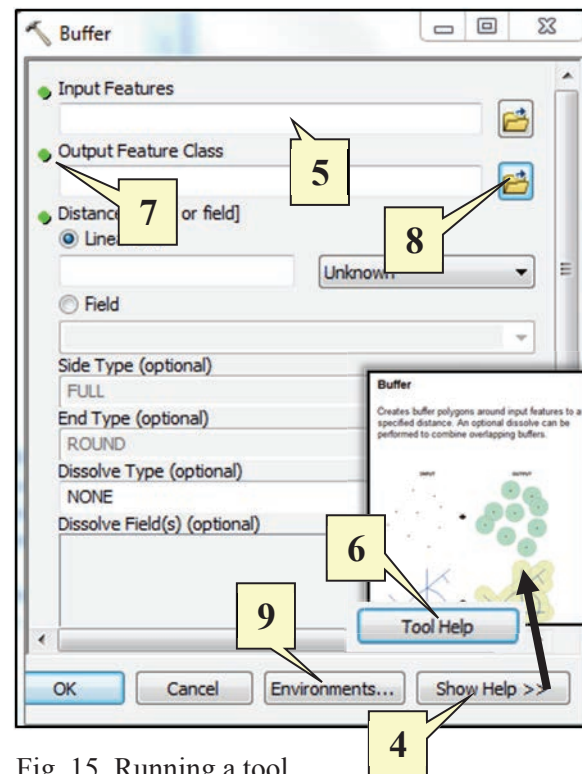 Buffer
Input Features
Output Feature Class
5
7
Distance or field]
8
Unknown
Field
Side Type (optional)
FULL
End Type (optional)
ROUND
Dissolve Type (optional)
NONE
Dissolve Field(s) (optional)
Buffer
Creates buffer polygons around input features to a
specified distance. An optional dissolve can be
performed to combine overlapping buffers.
INPUT OUTPUT
6
Tool Help
9
OK Cancel Environments... Show Help >>
4
Fig. 15. Running a tool